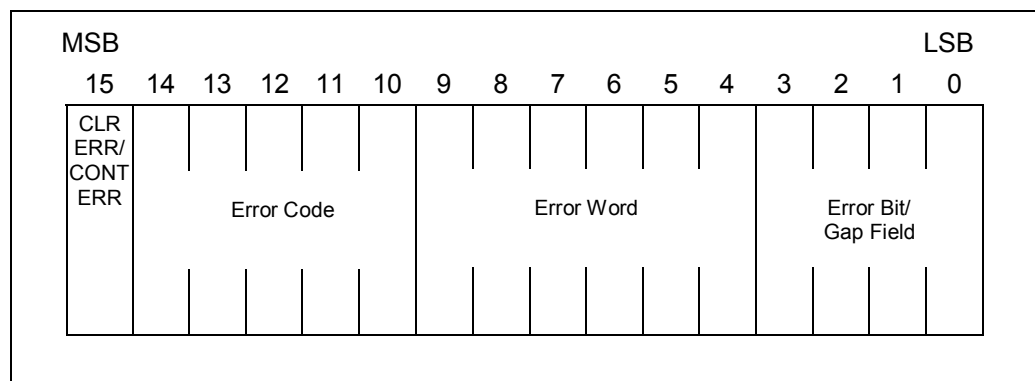 MSB LSB
15 14 13 12 11 10 9 8 7 6 5 4 3 2 1 0
CLR
ERR/
CONT
ERR
Error Code
Error Word
Error Bit/
Gap Field